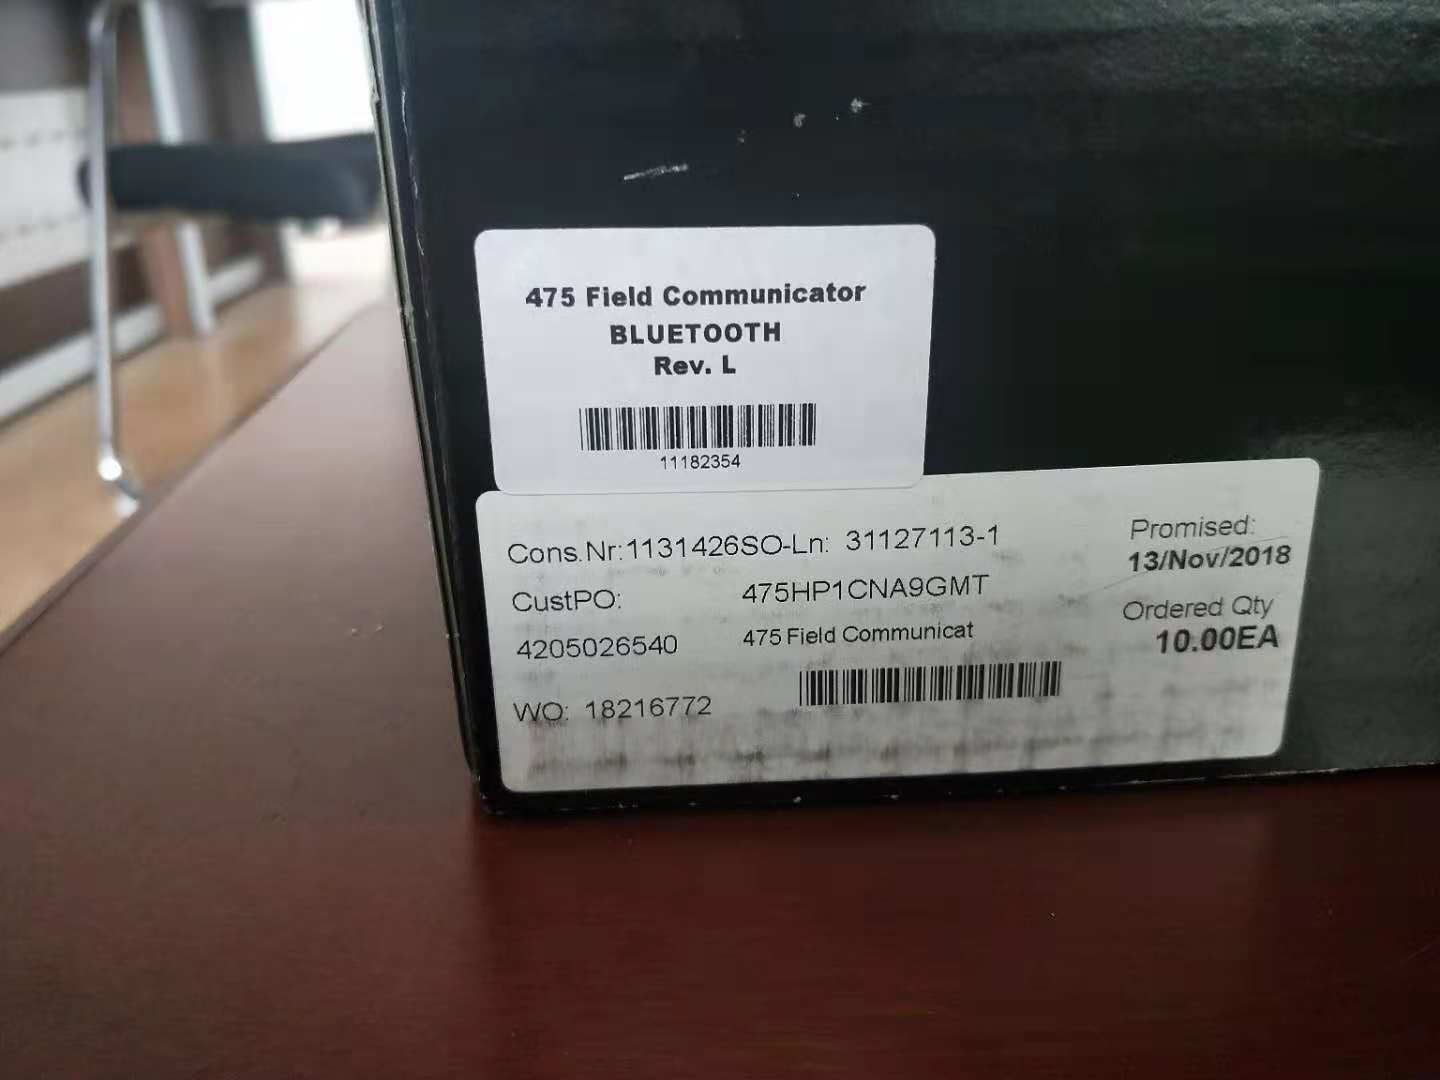 475 Field Communicator
BLUETOOTH
Rev. L
11182354
Cons.Nr:1131426SO-Ln: 31127113-1
Promised:
13/Nov/2018
CustPO:
475HP1CNA9GMT
Ordered Qty
10.00EA
4205026540
475 Field Communicat
WO: 18216772